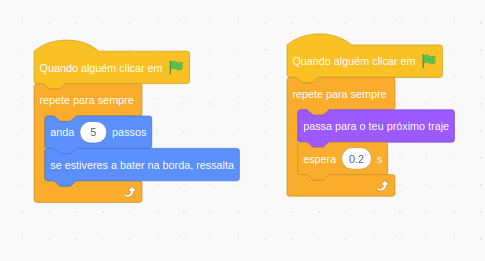 Quando alguém clicar em
repete para sempre
anda 5 passos
se estiveres a bater na borda, ressalta
Quando alguém clicar em
repete para sempre
passa para o teu próximo traje
espera 0.2 s